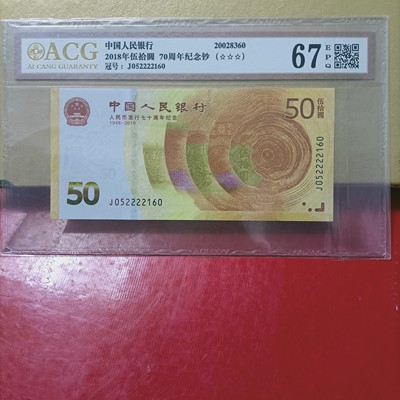 ACG
AI CANG GUARANTY
中国人民银行 20028360
2018年伍拾圆 70周年纪念钞 (☆☆☆)
冠号: J052222160
67 EPQ
中国人民银行
人民币发行七十周年纪念
1948-2018
50 伍拾圆
J052222160
50
J052222160